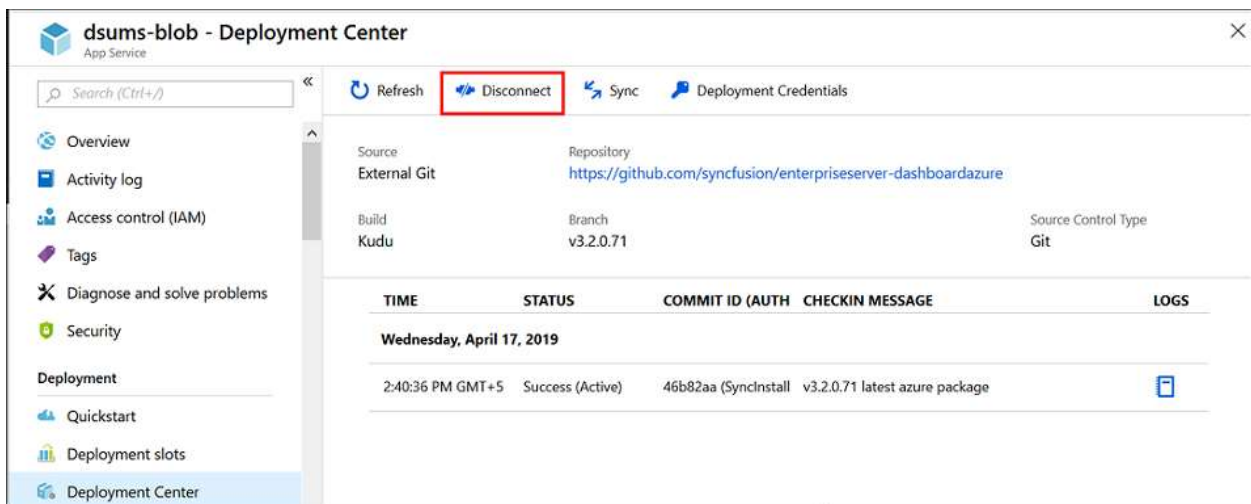 dsums-blob - Deployment Center
App Service
Search (Ctrl+/)
«
Overview
Activity log
Access control (IAM)
Tags
Diagnose and solve problems
Security
Deployment
Quickstart
Deployment slots
Deployment Center
Refresh Disconnect Sync Deployment Credentials
Source Repository
External Git https://github.com/syncfusion/enterpriseserver-dashboardazure
Build Branch Source Control Type
Kudu v3.2.0.71 Git
TIME STATUS COMMIT ID (AUTH CHECKIN MESSAGE LOGS
Wednesday, April 17, 2019
2:40:36 PM GMT+5 Success (Active) 46b82aa (SyncInstall v3.2.0.71 latest azure package